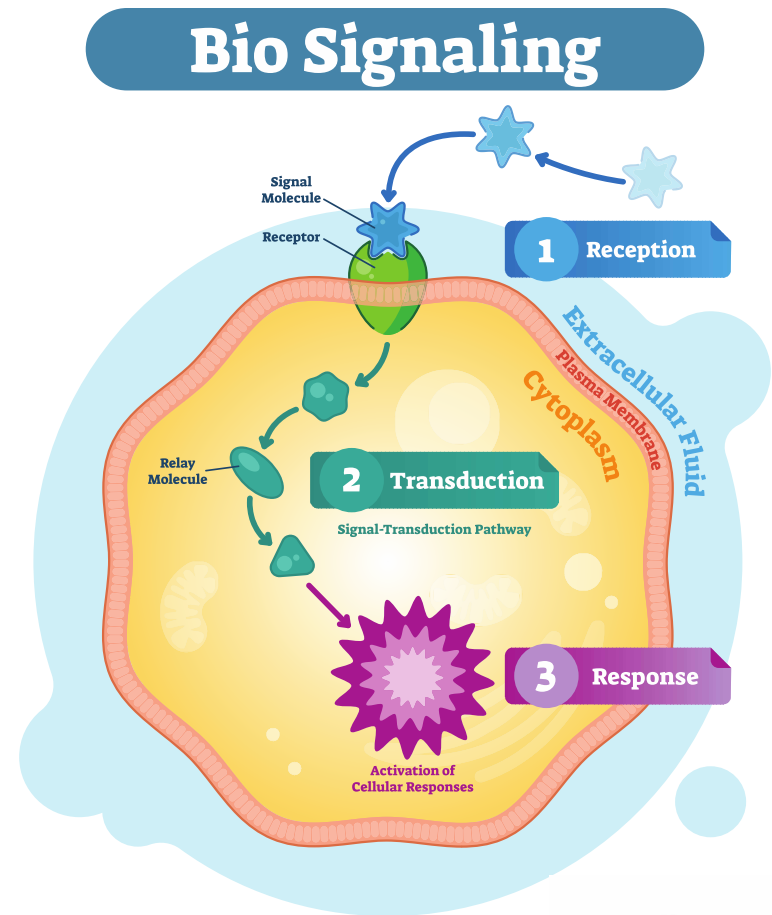 Bio Signaling
Signal
Molecule
Receptor
1 Reception
Extracellular Fluid
Plasma Membrane
Cytoplasm
Relay
Molecule
2 Transduction
Signal-Transduction Pathway
3 Response
Activation of
Cellular Responses